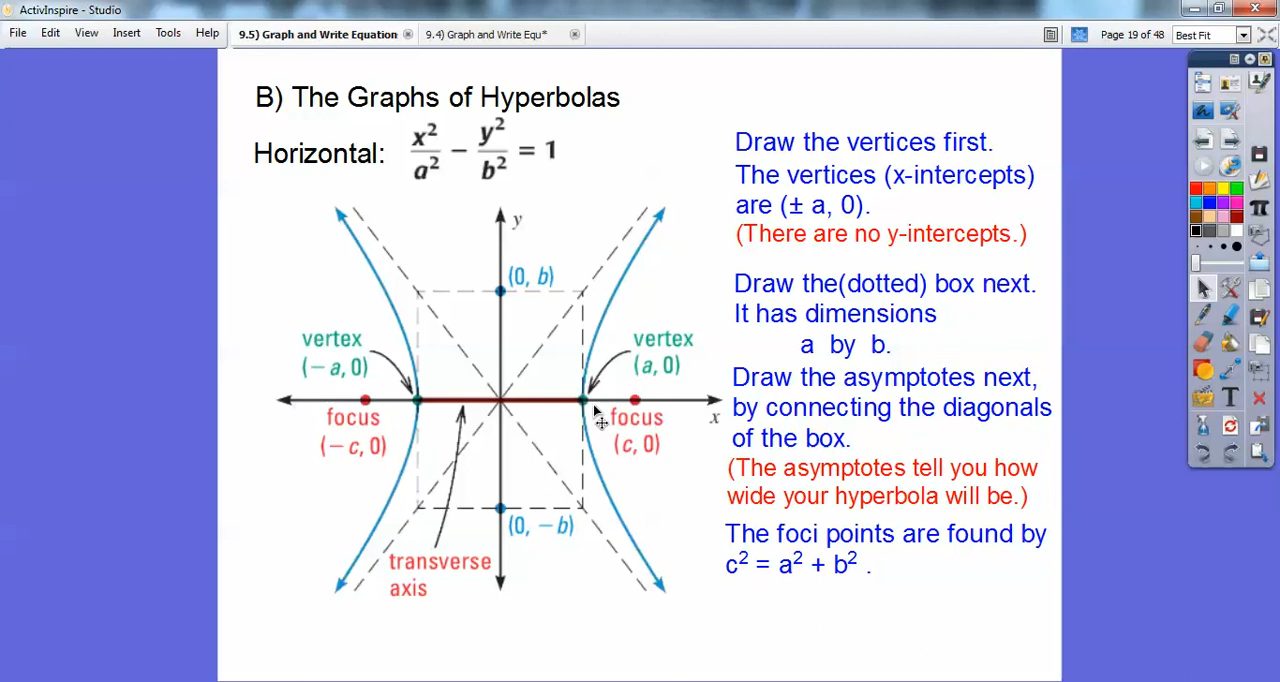 ActivInspire - Studio
File Edit View Insert Tools Help
9.5) Graph and Write Equation
9.4) Graph and Write Equ*
Page 19 of 48
Best Fit
B) The Graphs of Hyperbolas
Horizontal: x²/a² − y²/b² = 1
y
(0, b)
vertex
(−a, 0)
vertex
(a, 0)
focus
(−c, 0)
focus
(c, 0)
x
(0, −b)
transverse
axis
Draw the vertices first.
The vertices (x-intercepts)
are (± a, 0).
(There are no y-intercepts.)
Draw the(dotted) box next.
It has dimensions
a by b.
Draw the asymptotes next,
by connecting the diagonals
of the box.
(The asymptotes tell you how
wide your hyperbola will be.)
The foci points are found by
c² = a² + b² .